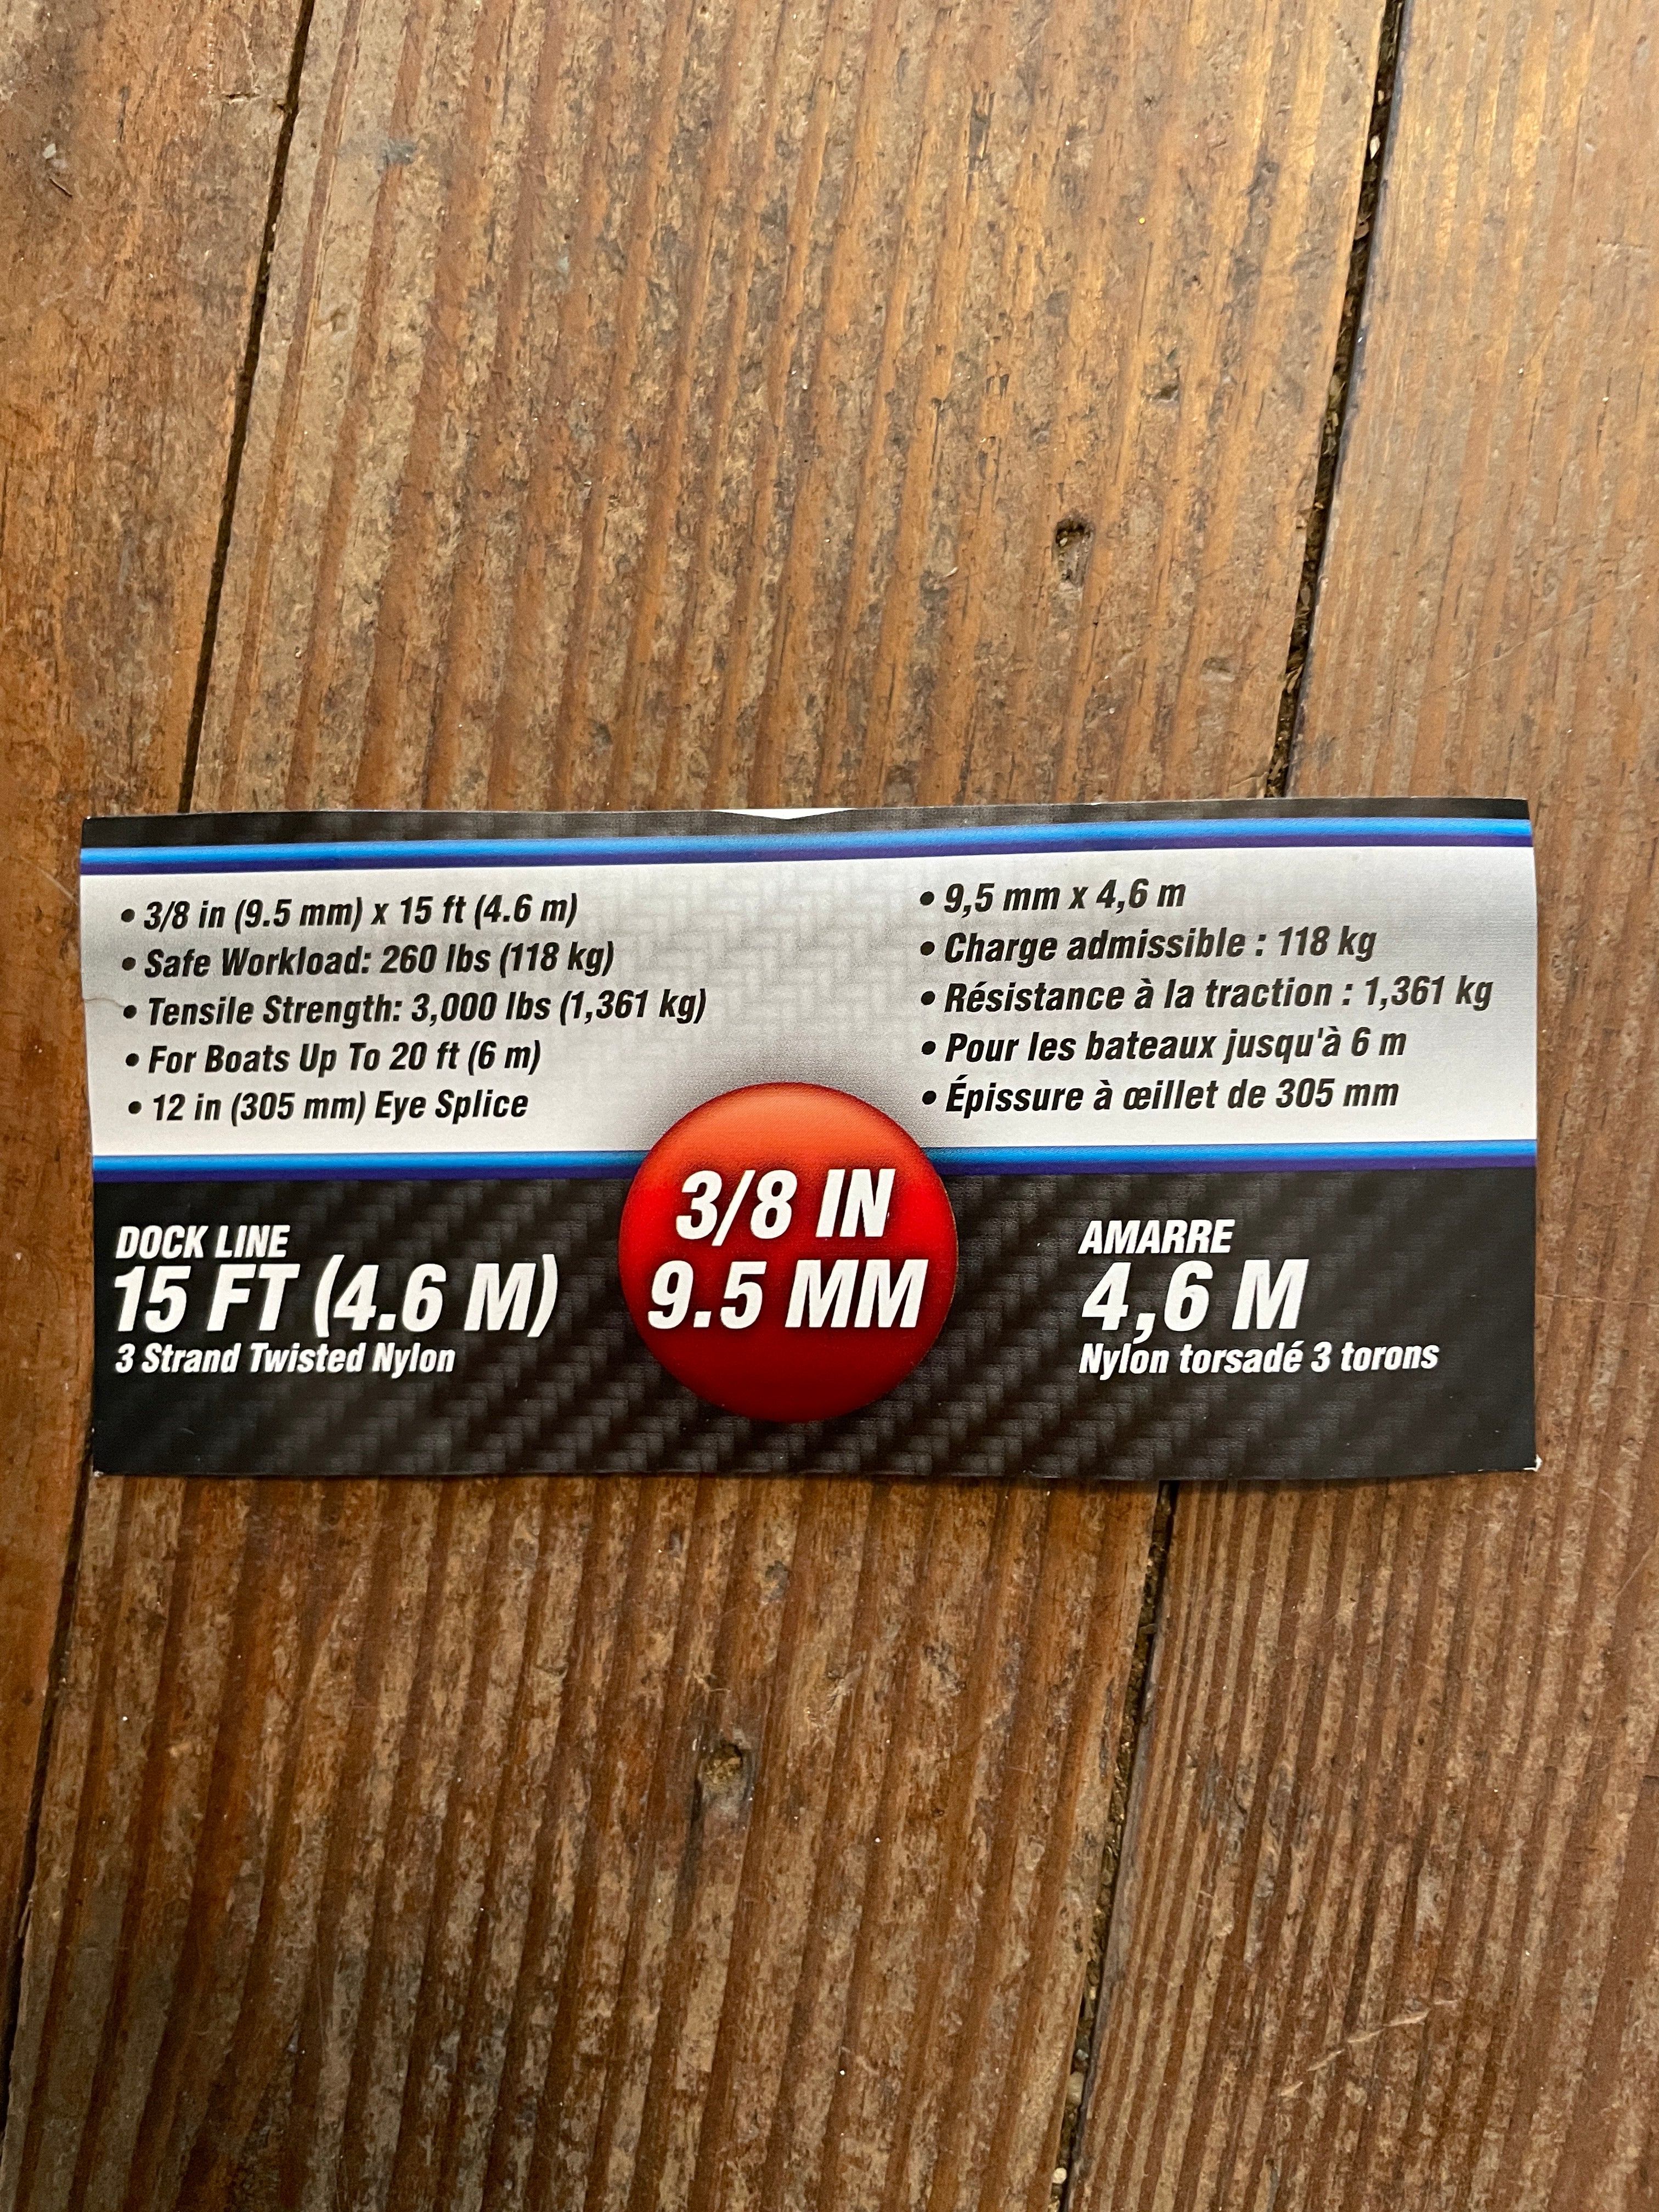 • 3/8 in (9.5 mm) x 15 ft (4.6 m)
• Safe Workload: 260 lbs (118 kg)
• Tensile Strength: 3,000 lbs (1,361 kg)
• For Boats Up To 20 ft (6 m)
• 12 in (305 mm) Eye Splice
• 9,5 mm x 4,6 m
• Charge admissible : 118 kg
• Résistance à la traction : 1,361 kg
• Pour les bateaux jusqu'à 6 m
• Épissure à œillet de 305 mm
DOCK LINE
15 FT (4.6 M)
3 Strand Twisted Nylon
3/8 IN
9.5 MM
AMARRE
4,6 M
Nylon torsadé 3 torons